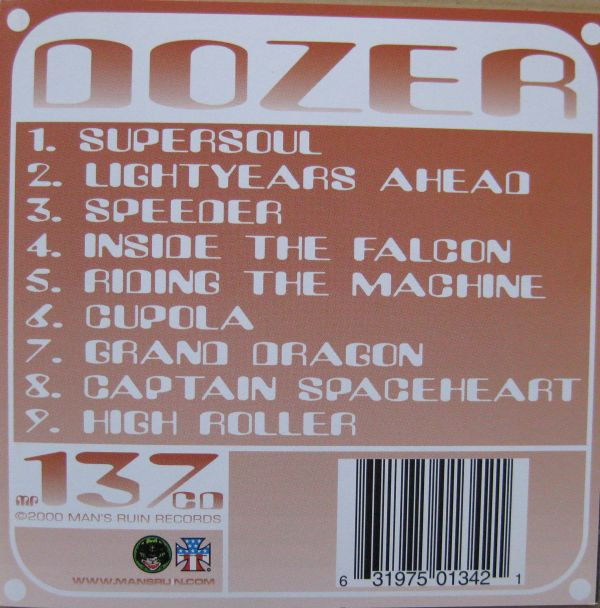 DOZER
1. SUPERSOUL
2. LIGHTYEARS AHEAD
3. SPEEDER
4. INSIDE THE FALCON
5. RIDING THE MACHINE
6. CUPOLA
7. GRAND DRAGON
8. CAPTAIN SPACEHEART
9. HIGH ROLLER
MR 137 CD
©2000 MAN'S RUIN RECORDS
WWW.MANSRUIN.COM
6 31975 01342 1